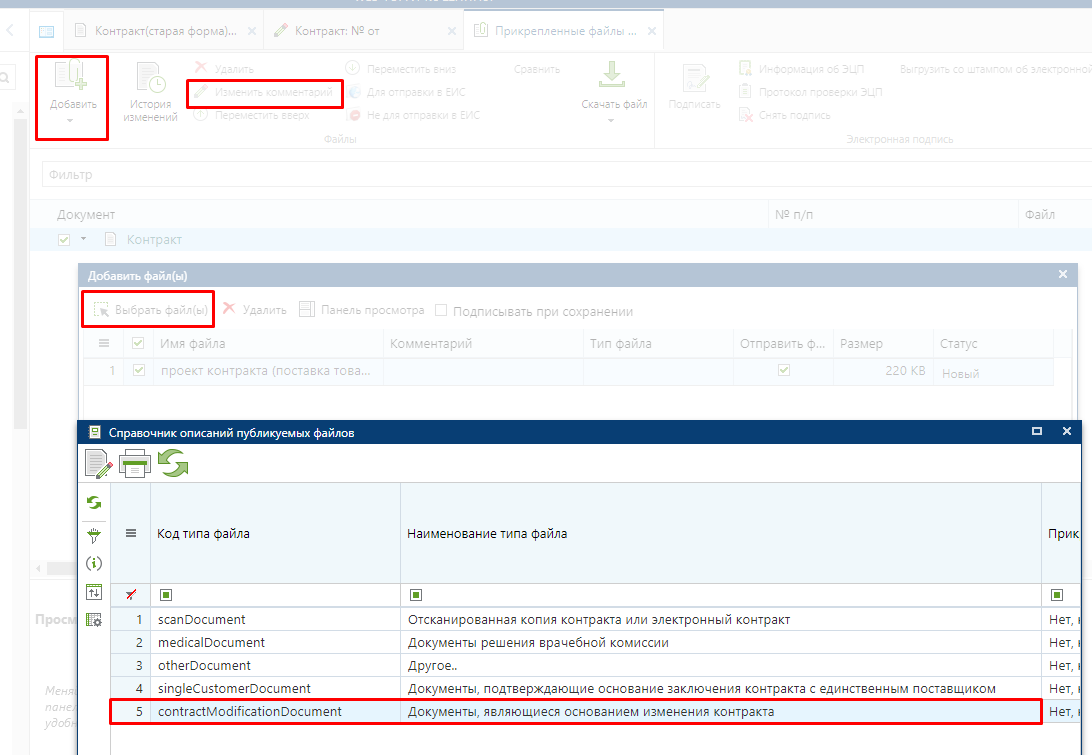 Контракт(старая форма)...
Контракт: № от
Прикрепленные файлы ...
Добавить
История изменений
Удалить
Изменить комментарий
Переместить вверх
Переместить вниз
Для отправки в ЕИС
Не для отправки в ЕИС
Сравнить
Скачать файл
Файлы
Подписать
Информация об ЭЦП
Протокол проверки ЭЦП
Снять подпись
Выгрузить со штампом об электронной
Электронная подпись
Фильтр
Документ № п/п Файл
Контракт
Добавить файл(ы)
Выбрать файл(ы) Удалить Панель просмотра Подписывать при сохранении
Имя файла Комментарий Тип файла Отправить ф... Размер Статус
1 проект контракта (поставка това... 220 КВ Новый
Справочник описаний публикуемых файлов
Код типа файла Наименование типа файла Прик
1 scanDocument Отсканированная копия контракта или электронный контракт Нет,
2 medicalDocument Документы решения врачебной комиссии Нет,
3 otherDocument Другое.. Нет,
4 singleCustomerDocument Документы, подтверждающие основание заключения контракта с единственным поставщиком Нет,
5 contractModificationDocument Документы, являющиеся основанием изменения контракта Нет,
Просм
Меня
панел
удобн